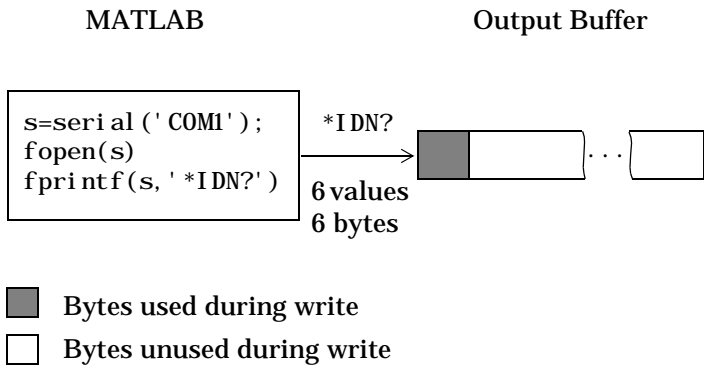 MATLAB
Output Buffer
s=serial('COM1');
fopen(s)
fprintf(s,'*IDN?')
*IDN?
6 values
6 bytes
. . .
Bytes used during write
Bytes unused during write